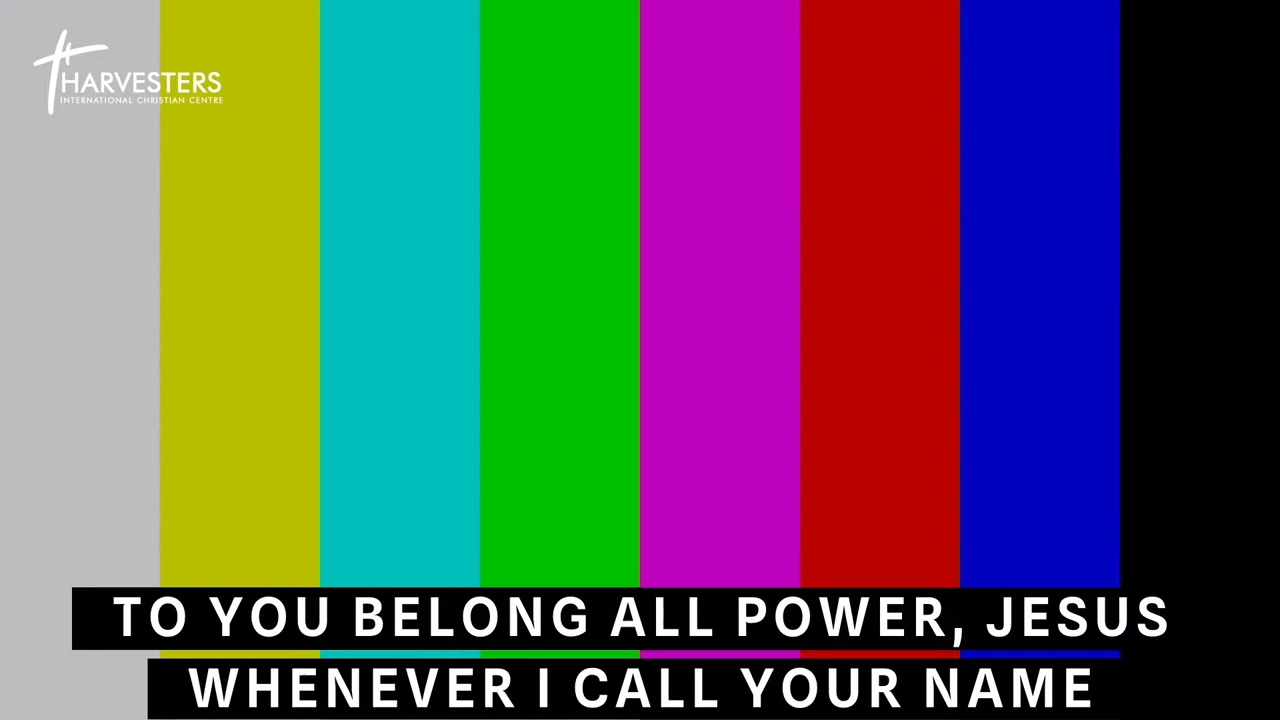 HARVESTERS
INTERNATIONAL CHRISTIAN CENTRE
TO YOU BELONG ALL POWER, JESUS
WHENEVER I CALL YOUR NAME